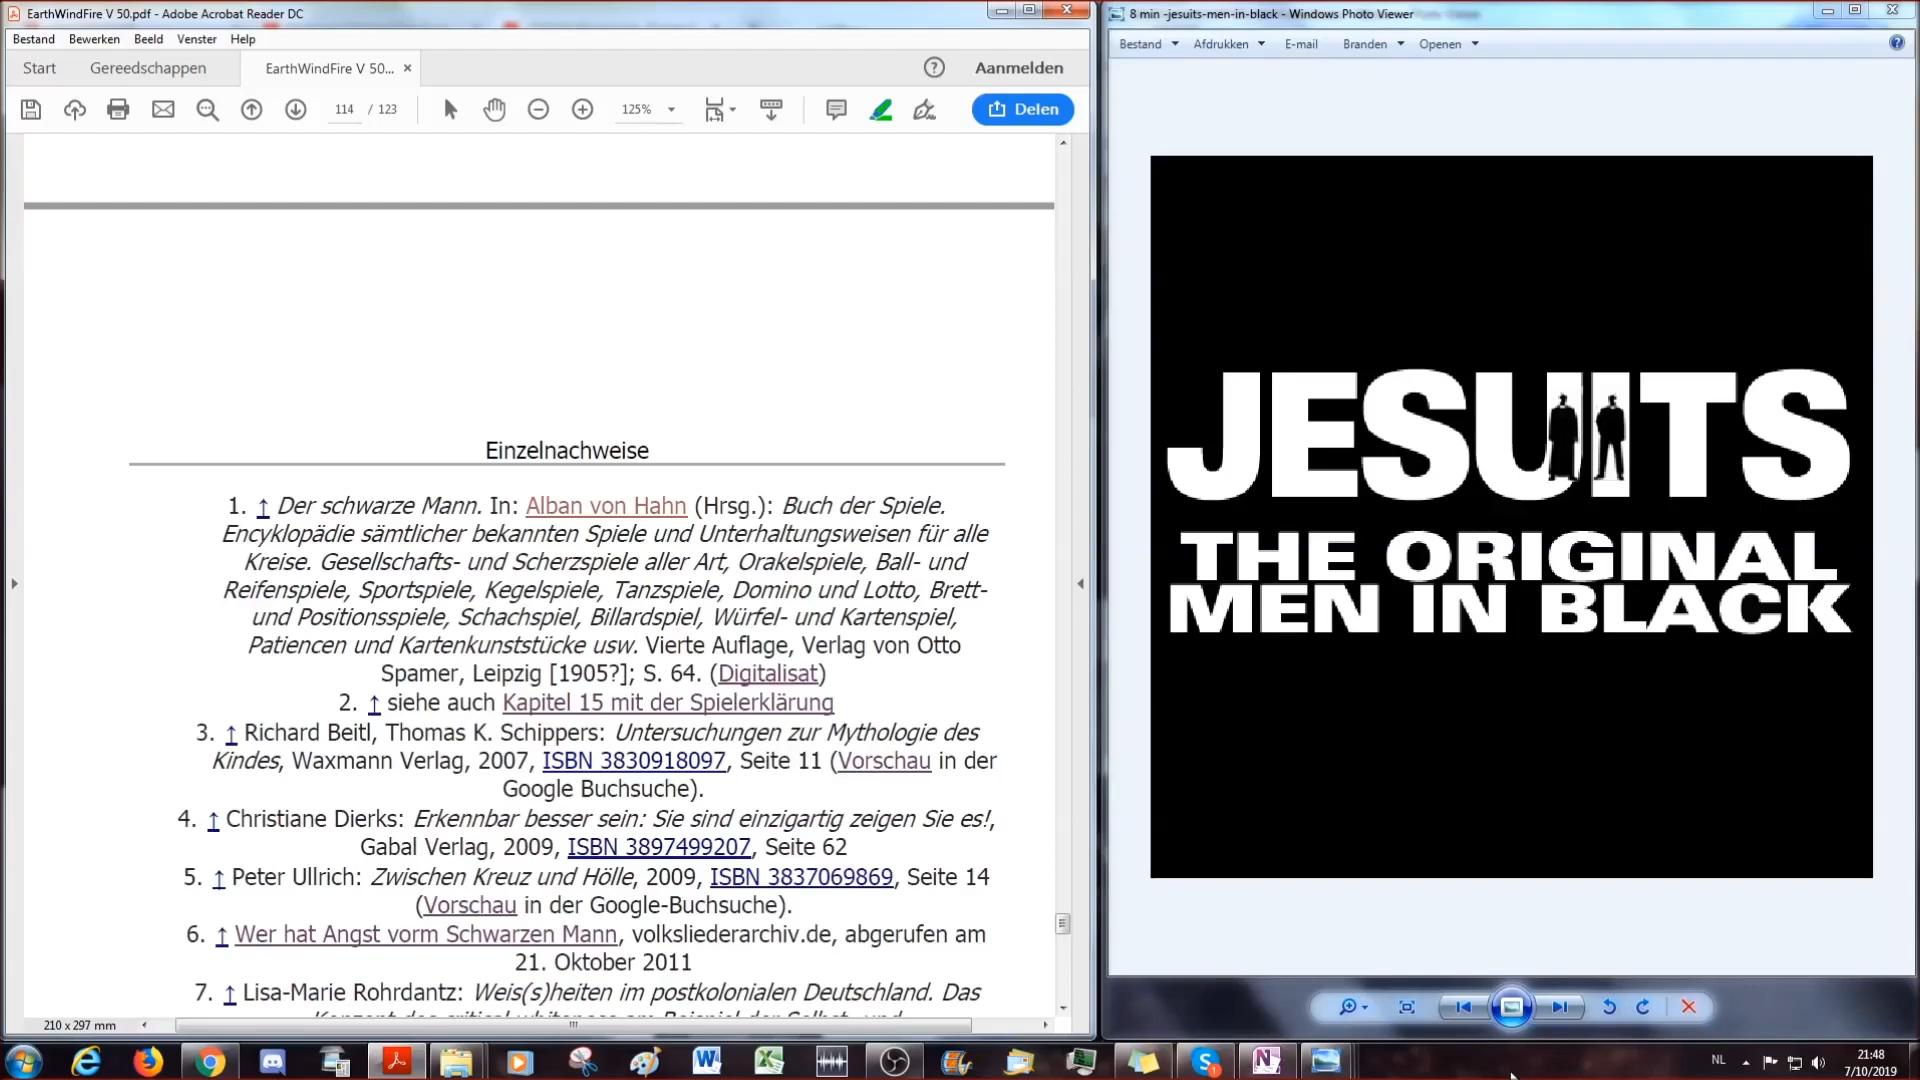 EarthWindFire V 50.pdf - Adobe Acrobat Reader DC
Bestand Bewerken Beeld Venster Help
Start Gereedschappen EarthWindFire V 50... × Aanmelden
114 / 123 125% Delen
Einzelnachweise
1. ↑ Der schwarze Mann. In: Alban von Hahn (Hrsg.): Buch der Spiele.
Encyklopädie sämtlicher bekannten Spiele und Unterhaltungsweisen für alle
Kreise. Gesellschafts- und Scherzspiele aller Art, Orakelspiele, Ball- und
Reifenspiele, Sportspiele, Kegelspiele, Tanzspiele, Domino und Lotto, Brett-
und Positionsspiele, Schachspiel, Billardspiel, Würfel- und Kartenspiel,
Patiencen und Kartenkunststücke usw. Vierte Auflage, Verlag von Otto
Spamer, Leipzig [1905?]; S. 64. (Digitalisat)
2. ↑ siehe auch Kapitel 15 mit der Spielerklärung
3. ↑ Richard Beitl, Thomas K. Schippers: Untersuchungen zur Mythologie des
Kindes, Waxmann Verlag, 2007, ISBN 3830918097, Seite 11 (Vorschau in der
Google Buchsuche).
4. ↑ Christiane Dierks: Erkennbar besser sein: Sie sind einzigartig zeigen Sie es!,
Gabal Verlag, 2009, ISBN 3897499207, Seite 62
5. ↑ Peter Ullrich: Zwischen Kreuz und Hölle, 2009, ISBN 3837069869, Seite 14
(Vorschau in der Google-Buchsuche).
6. ↑ Wer hat Angst vorm Schwarzen Mann, volksliederarchiv.de, abgerufen am
21. Oktober 2011
7. ↑ Lisa-Marie Rohrdantz: Weis(s)heiten im postkolonialen Deutschland. Das
Konzept des critical whiteness am Beispiel der Selbst- und
210 x 297 mm
8 min -jesuits-men-in-black - Windows Photo Viewer
Bestand Afdrukken E-mail Branden Openen
JESUITS
THE ORIGINAL
MEN IN BLACK
NL
21:48
7/10/2019